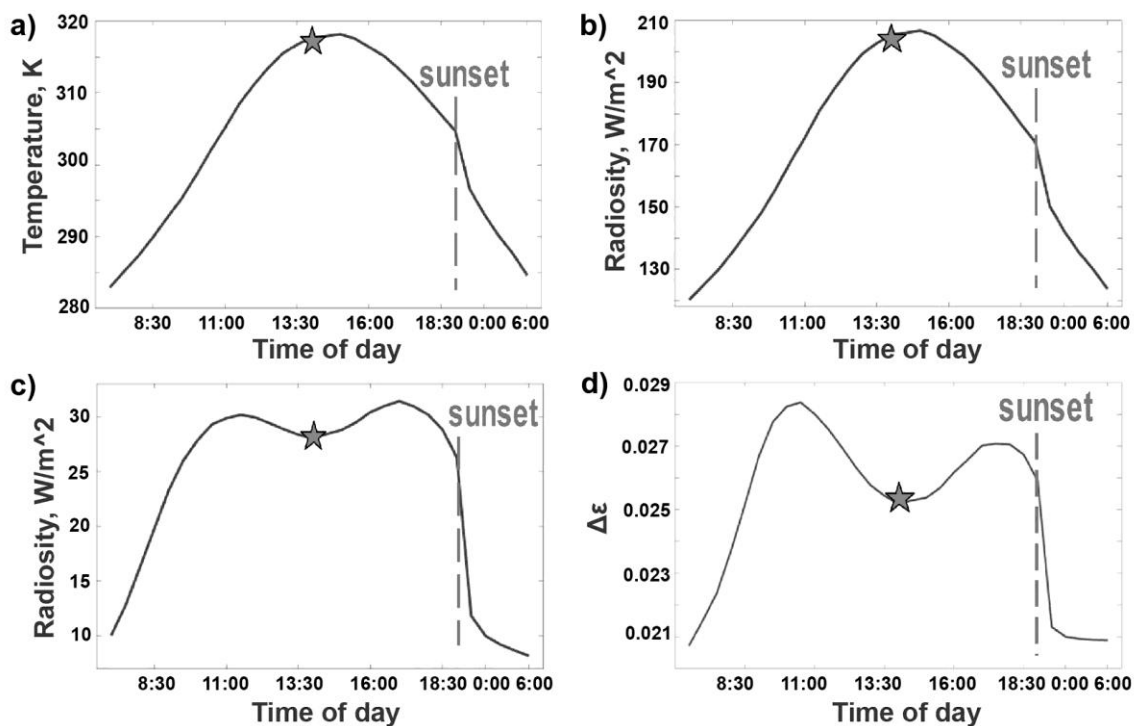 a)
Temperature, K
320
310
300
290
280
sunset
8:30 11:00 13:30 16:00 18:30 0:00 6:00
Time of day
b)
Radiosity, W/m^2
210
190
170
150
130
sunset
8:30 11:00 13:30 16:00 18:30 0:00 6:00
Time of day
c)
Radiosity, W/m^2
30
25
20
15
10
sunset
8:30 11:00 13:30 16:00 18:30 0:00 6:00
Time of day
d)
Δε
0.029
0.027
0.025
0.023
0.021
sunset
8:30 11:00 13:30 16:00 18:30 0:00 6:00
Time of day